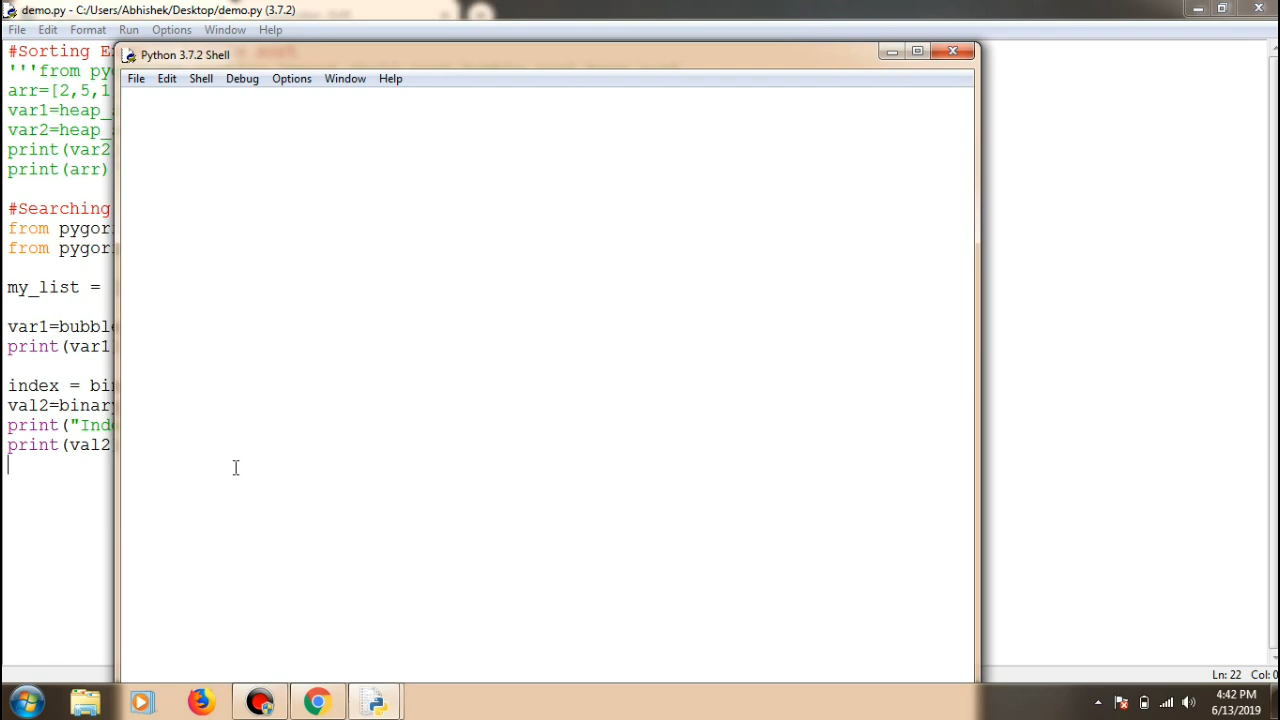 demo.py - C:/Users/Abhishek/Desktop/demo.py (3.7.2)
File Edit Format Run Options Window Help
#Sorting E
'''from py
arr=[2,5,1
var1=heap_
var2=heap_
print(var2
print(arr)
#Searching
from pygor
from pygor
my_list =
var1=bubbl
print(var1
index = bin
val2=binary
print("Ind
print(val2
Python 3.7.2 Shell
File Edit Shell Debug Options Window Help
Ln: 22 Col: 0
4:42 PM
6/13/2019